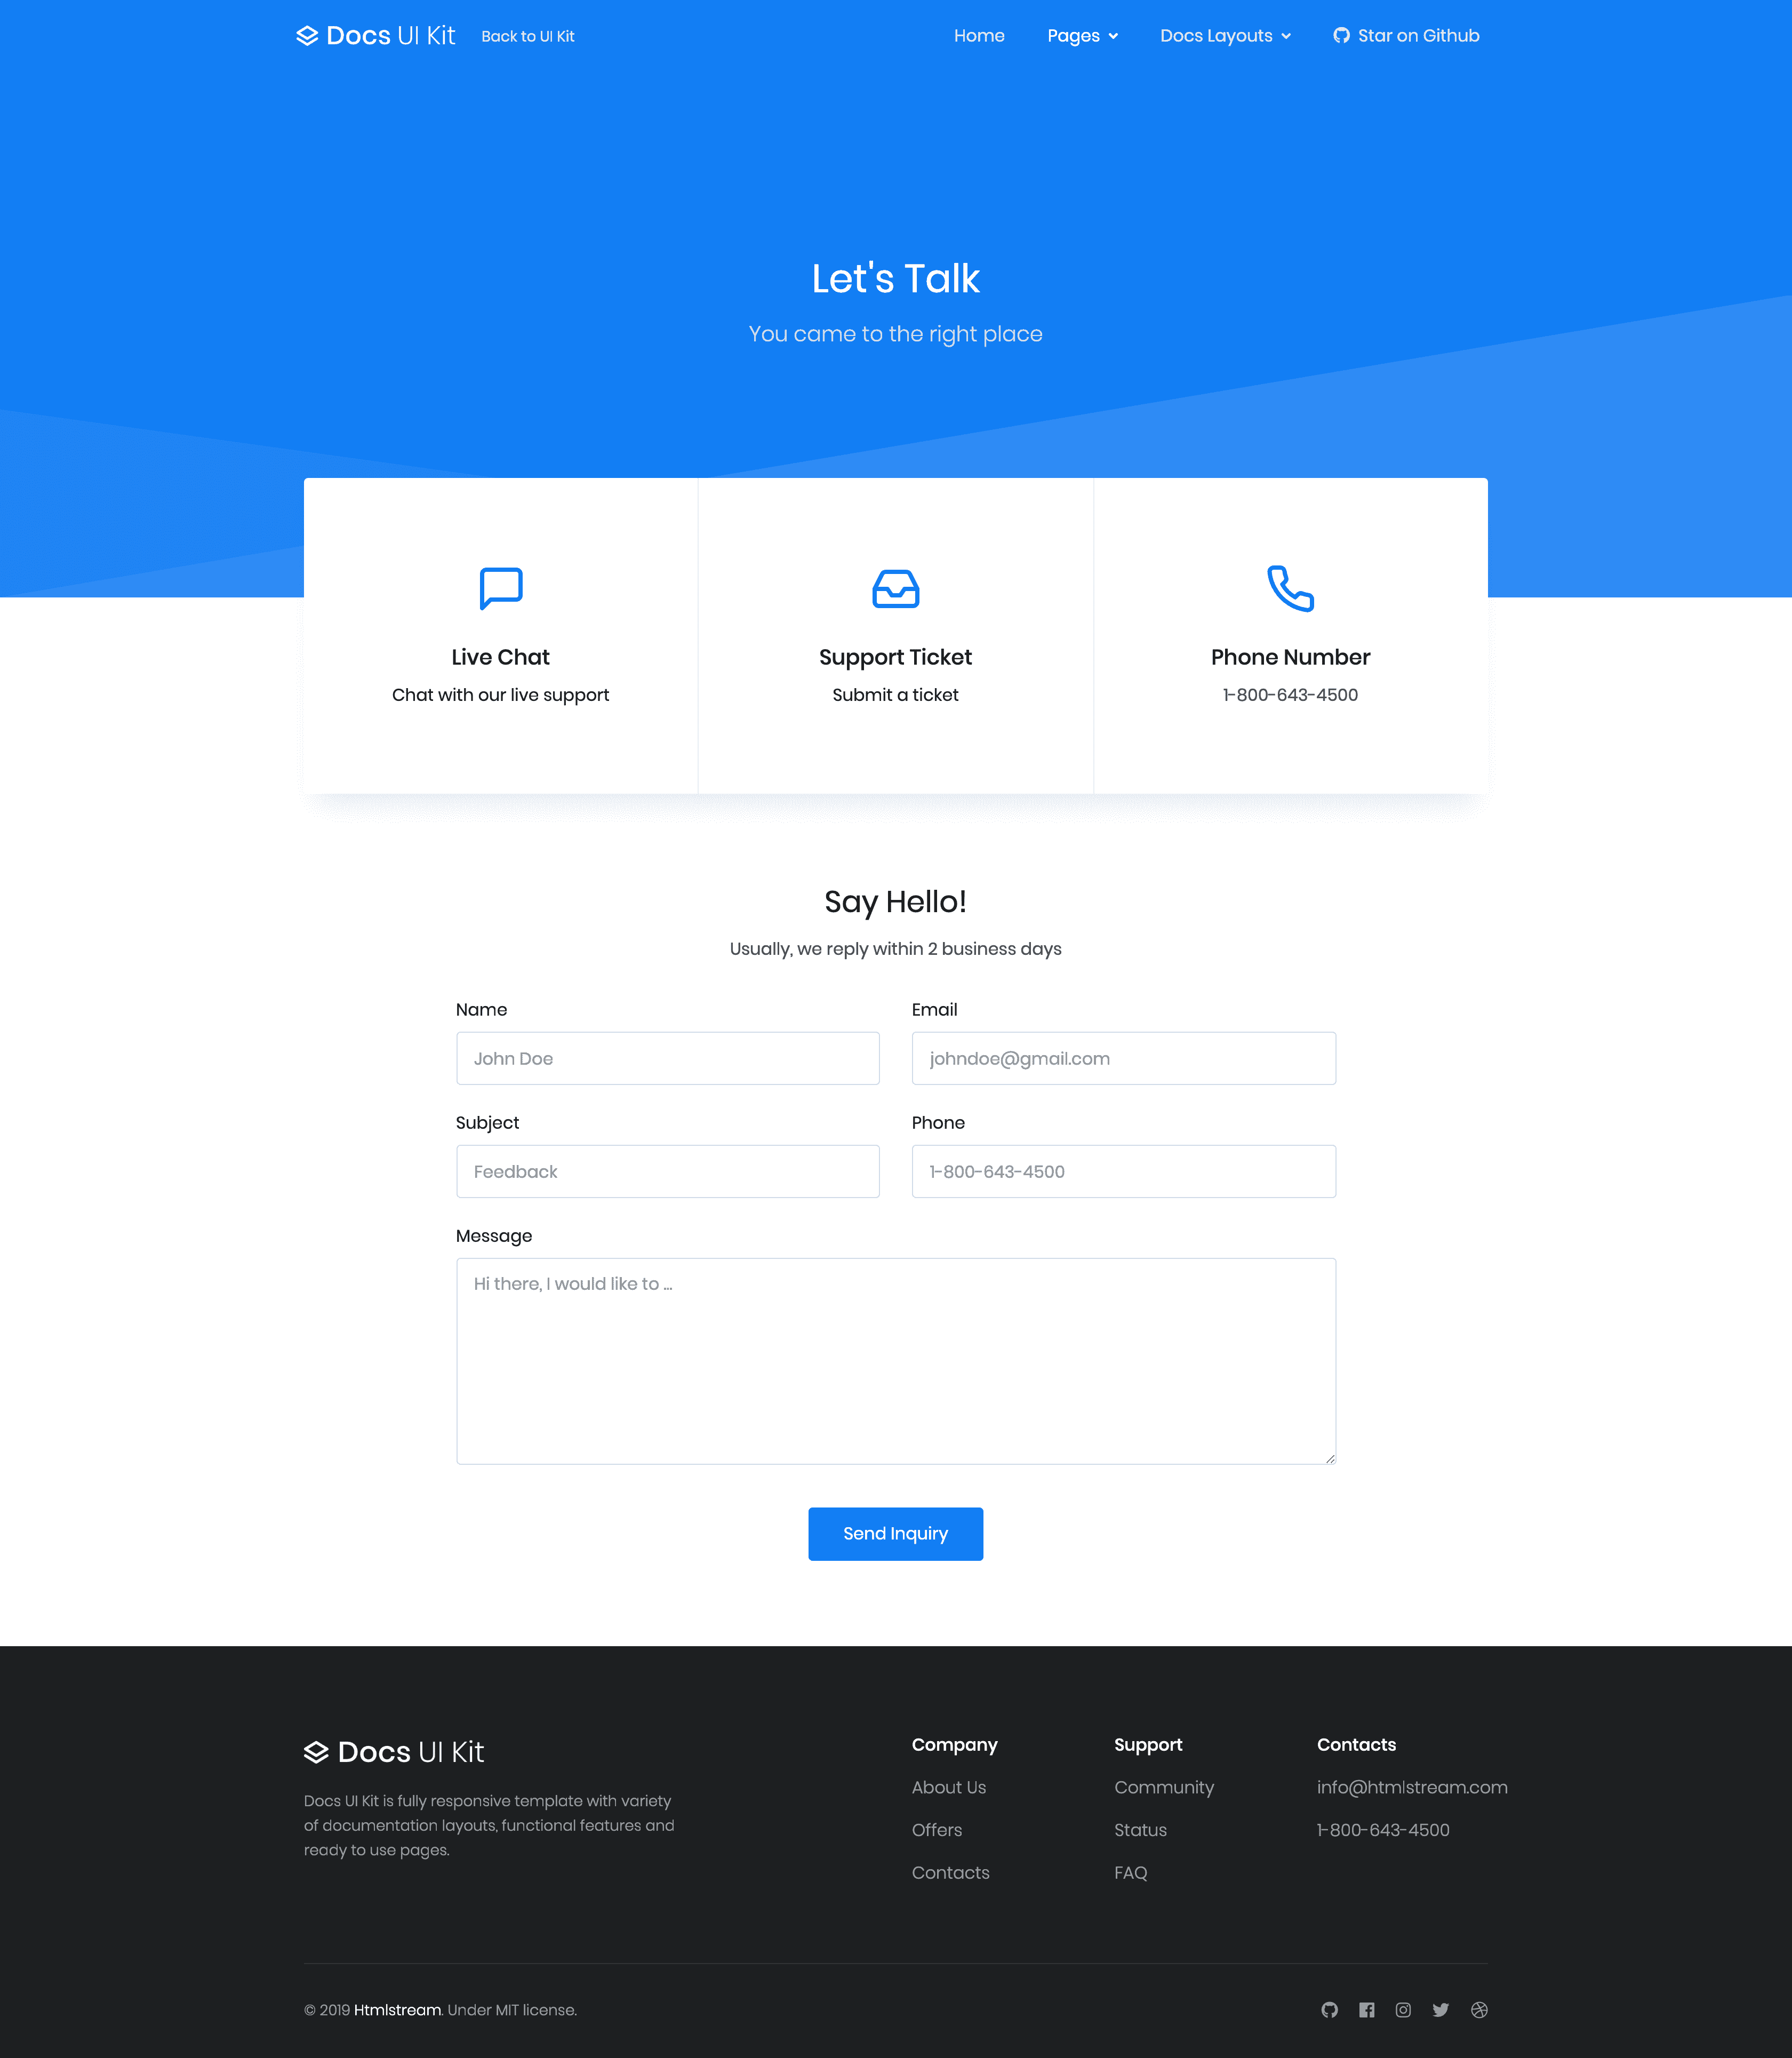 Docs UI Kit Back to UI Kit Home Pages Docs Layouts Star on Github
Let's Talk
You came to the right place
Live Chat
Chat with our live support
Support Ticket
Submit a ticket
Phone Number
1-800-643-4500
Say Hello!
Usually, we reply within 2 business days
Name
John Doe
Email
johndoe@gmail.com
Subject
Feedback
Phone
1-800-643-4500
Message
Hi there, I would like to ...
Send Inquiry
Docs UI Kit
Docs UI Kit is fully responsive template with variety
of documentation layouts, functional features and
ready to use pages.
Company
About Us
Offers
Contacts
Support
Community
Status
FAQ
Contacts
info@htmlstream.com
1-800-643-4500
© 2019 Htmlstream. Under MIT license.